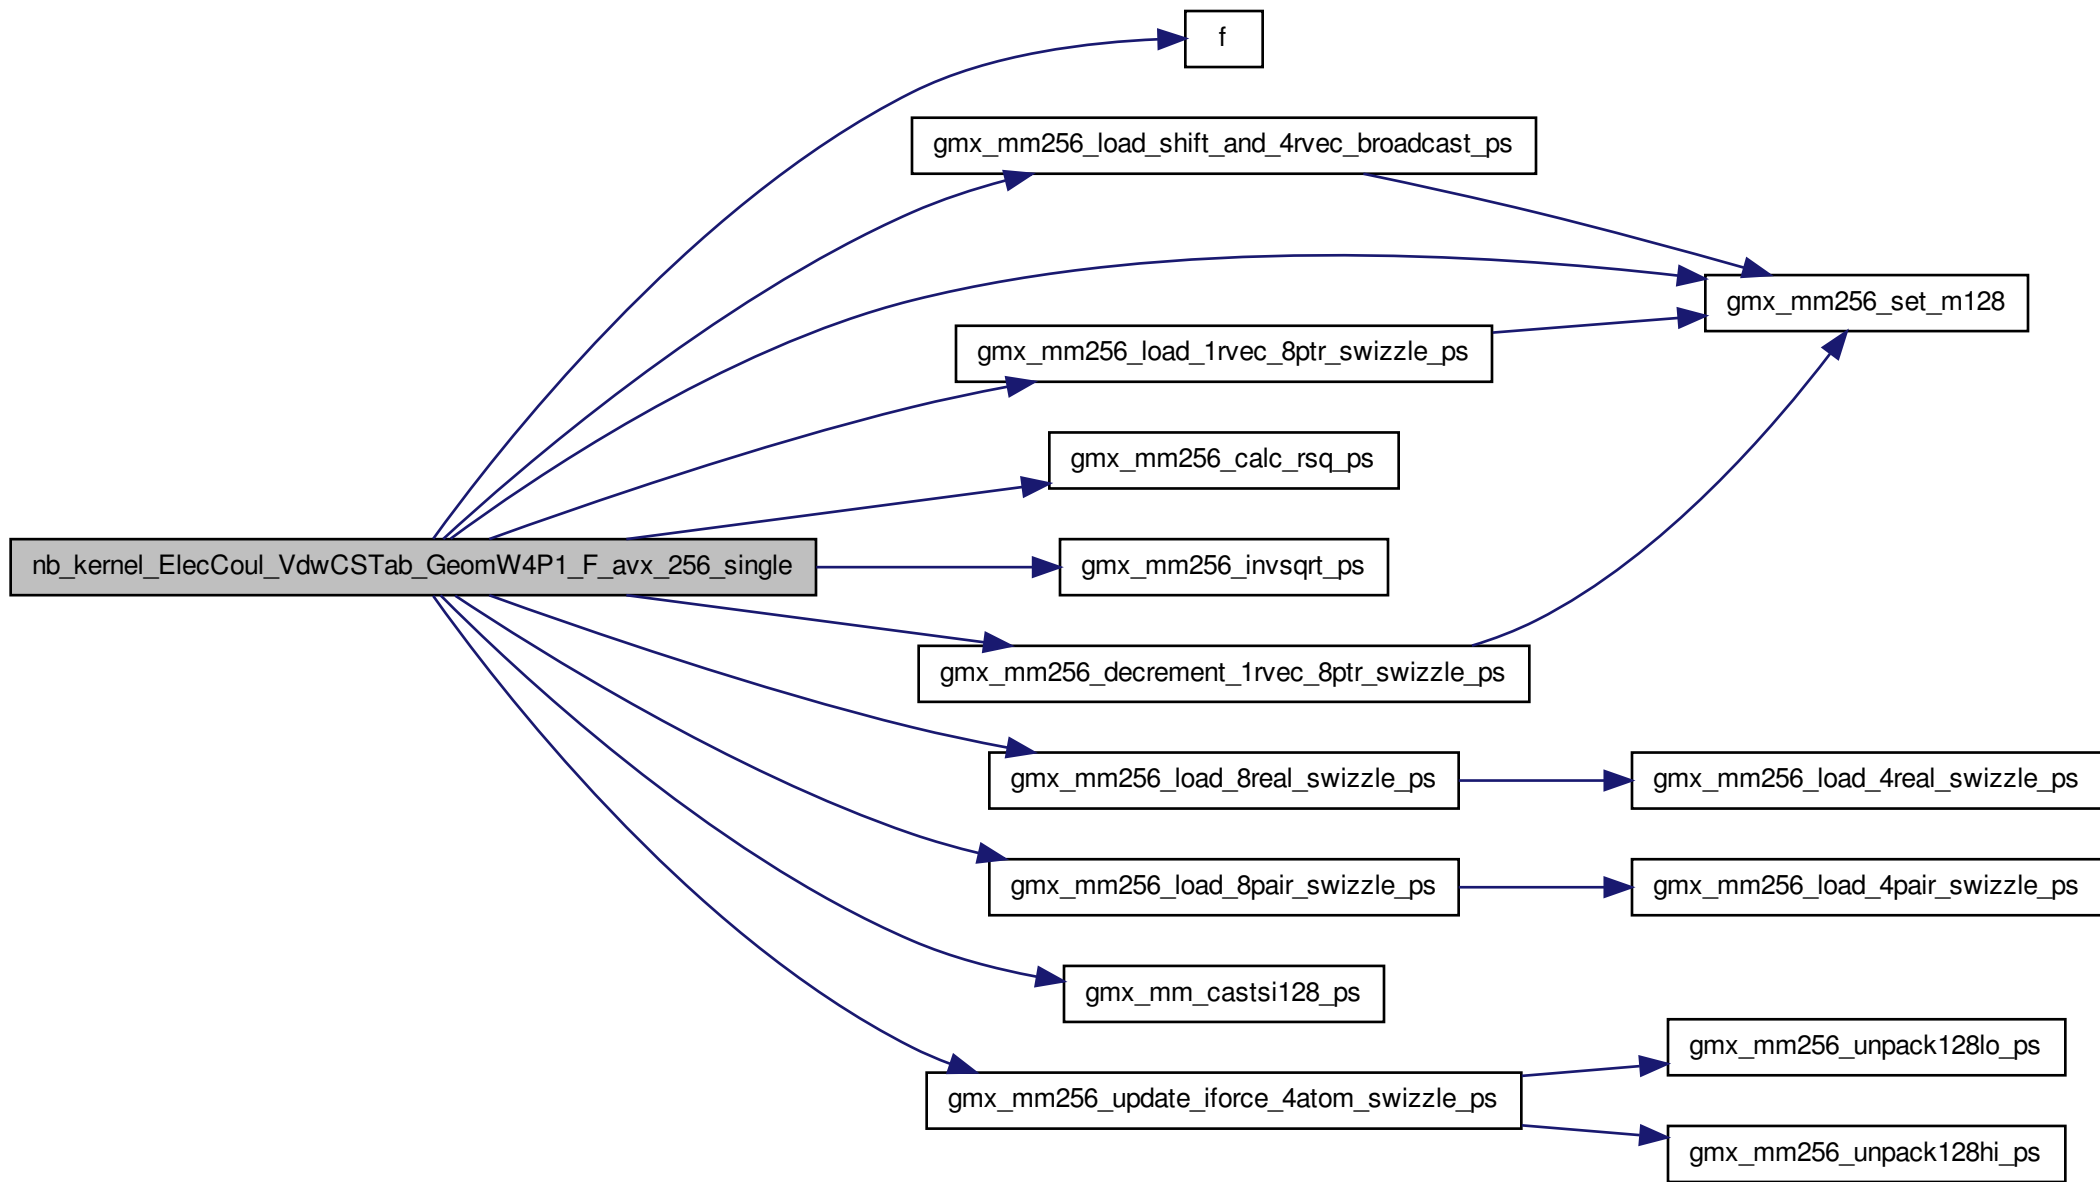 f
gmx_mm256_load_shift_and_4rvec_broadcast_ps
gmx_mm256_set_m128
gmx_mm256_load_1rvec_8ptr_swizzle_ps
gmx_mm256_calc_rsq_ps
nb_kernel_ElecCoul_VdwCSTab_GeomW4P1_F_avx_256_single
gmx_mm256_invsqrt_ps
gmx_mm256_decrement_1rvec_8ptr_swizzle_ps
gmx_mm256_load_8real_swizzle_ps
gmx_mm256_load_4real_swizzle_ps
gmx_mm256_load_8pair_swizzle_ps
gmx_mm256_load_4pair_swizzle_ps
gmx_mm_castsi128_ps
gmx_mm256_unpack128lo_ps
gmx_mm256_update_iforce_4atom_swizzle_ps
gmx_mm256_unpack128hi_ps